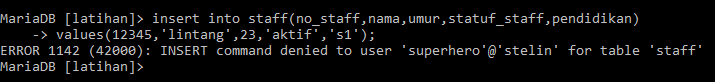 MariaDB [latihan]> insert into staff(no_staff,nama,umur,statuf_staff,pendidikan)
-> values(12345,'lintang',23,'aktif','s1');
ERROR 1142 (42000): INSERT command denied to user 'superhero'@'stelin' for table 'staff'
MariaDB [latihan]>